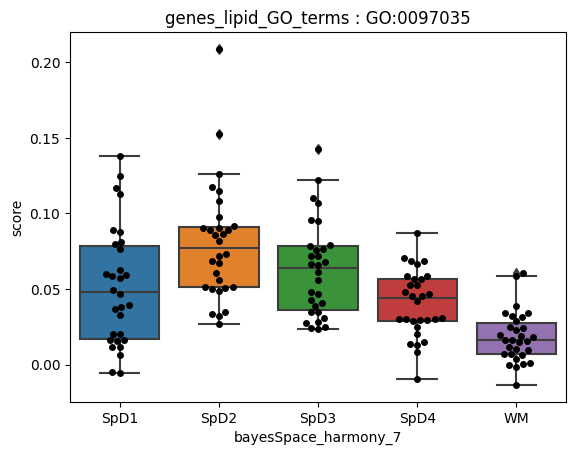 genes_lipid_GO_terms : GO:0097035
0.20
0.15
0.10
0.05
0.00
score
SpD1 SpD2 SpD3 SpD4 WM
bayesSpace_harmony_7